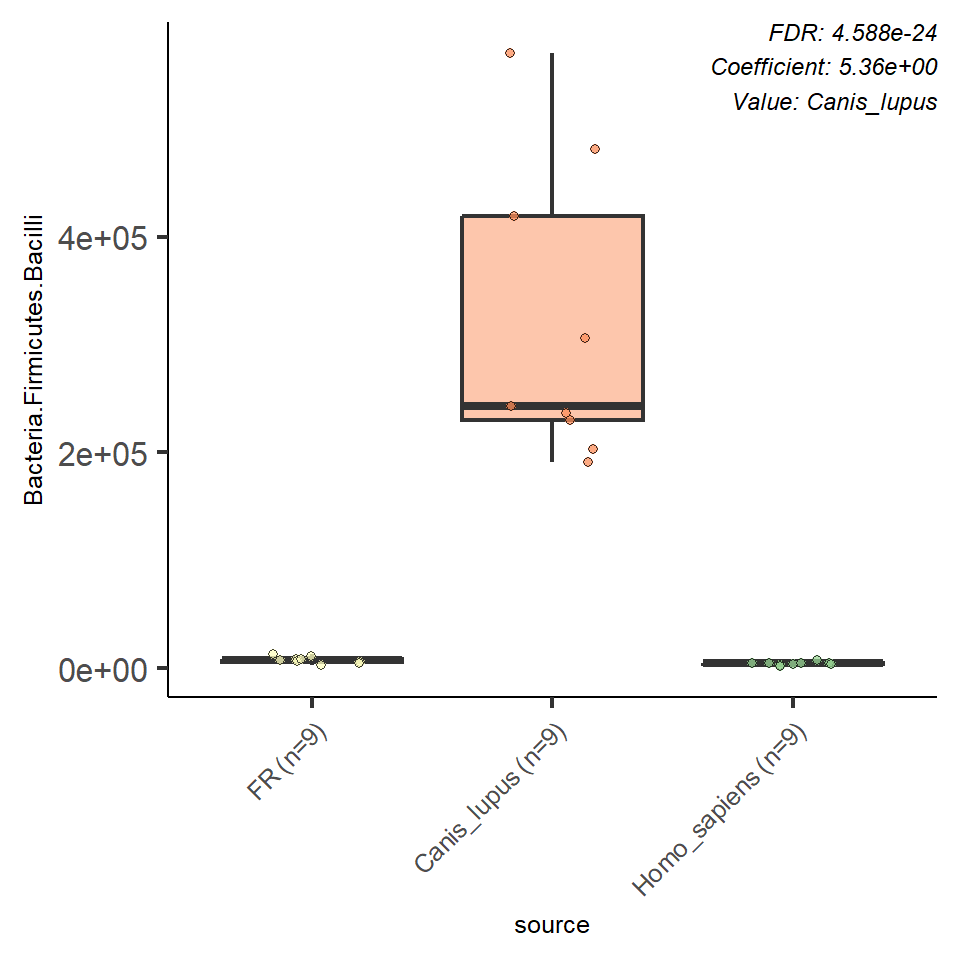 FDR: 4.588e-24
Coefficient: 5.36e+00
Value: Canis_lupus
Bacteria.Firmicutes.Bacilli
4e+05
2e+05
0e+00
FR (n=9)
Canis_lupus (n=9)
Homo_sapiens (n=9)
source